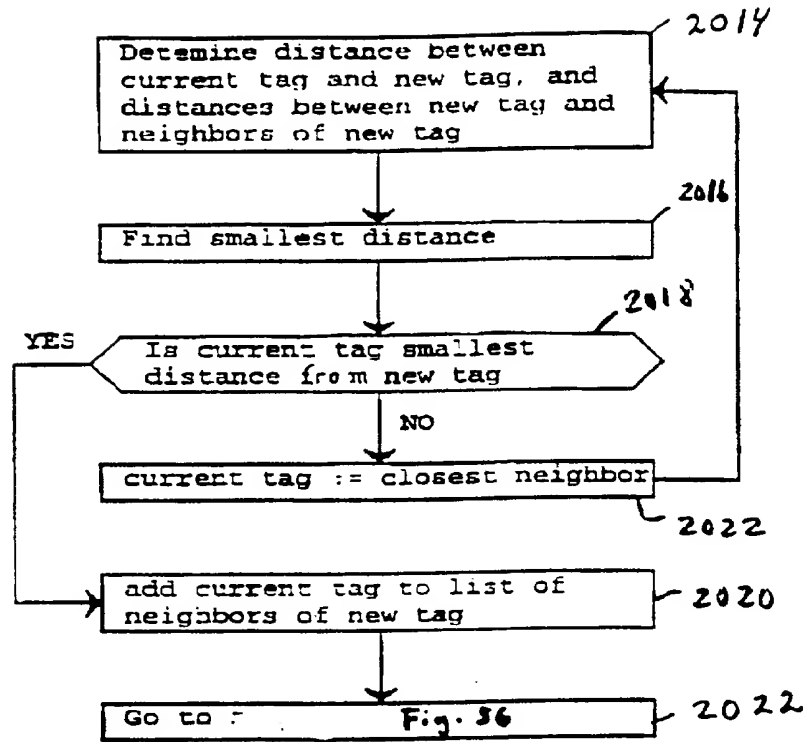 2014
Detemine distance between
current tag and new tag, and
distances between new tag and
neighbors of new tag
2016
Find smallest distance
2018
YES
Is current tag smallest
distance from new tag
NO
current tag := closest neighbor
2022
add current tag to list of
neighbors of new tag
2020
Go to : Fig. 56
2022